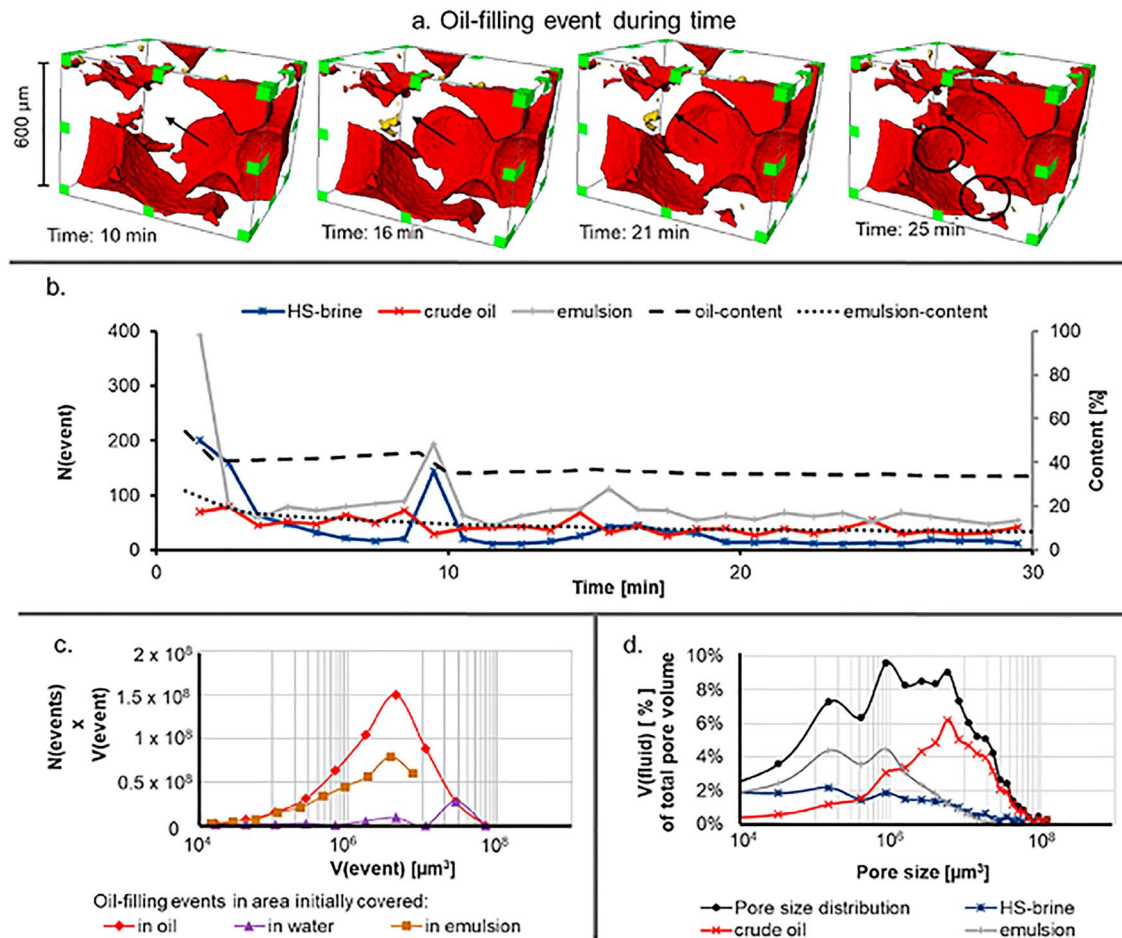 a. Oil-filling event during time
600 µm
Time: 10 min
Time: 16 min
Time: 21 min
Time: 25 min
b.
HS-brine crude oil emulsion oil-content emulsion-content
N(event)
400
300
200
100
0
Content [%]
100
80
60
40
20
0
0 10 20 30
Time [min]
c.
N(events)
x
V(event)
2 x 10⁸
1.5 x 10⁸
1 x 10⁸
0.5 x 10⁸
0
10⁴ 10⁶ 10⁸
V(event) [µm³]
Oil-filling events in area initially covered:
in oil in water in emulsion
d.
V(fluid) [ % ]
of total pore volume
10%
8%
6%
4%
2%
0%
10⁴ 10⁶ 10⁸
Pore size [µm³]
Pore size distribution HS-brine
crude oil emulsion